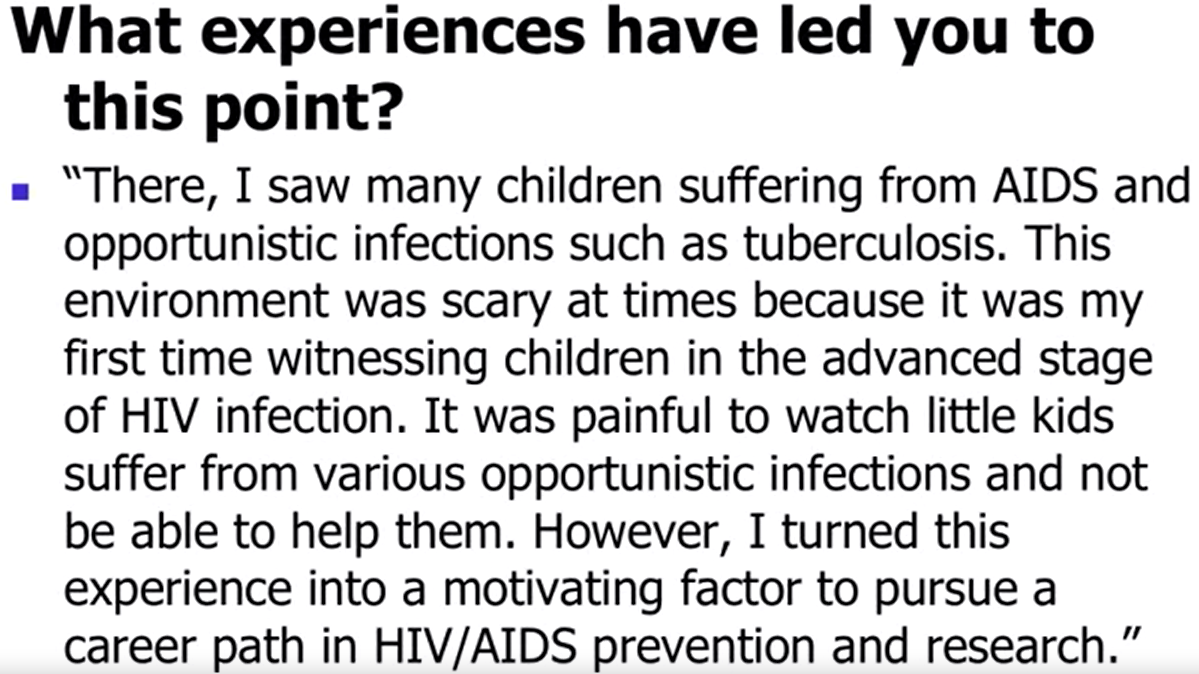 What experiences have led you to
this point?
“There, I saw many children suffering from AIDS and
opportunistic infections such as tuberculosis. This
environment was scary at times because it was my
first time witnessing children in the advanced stage
of HIV infection. It was painful to watch little kids
suffer from various opportunistic infections and not
be able to help them. However, I turned this
experience into a motivating factor to pursue a
career path in HIV/AIDS prevention and research.”